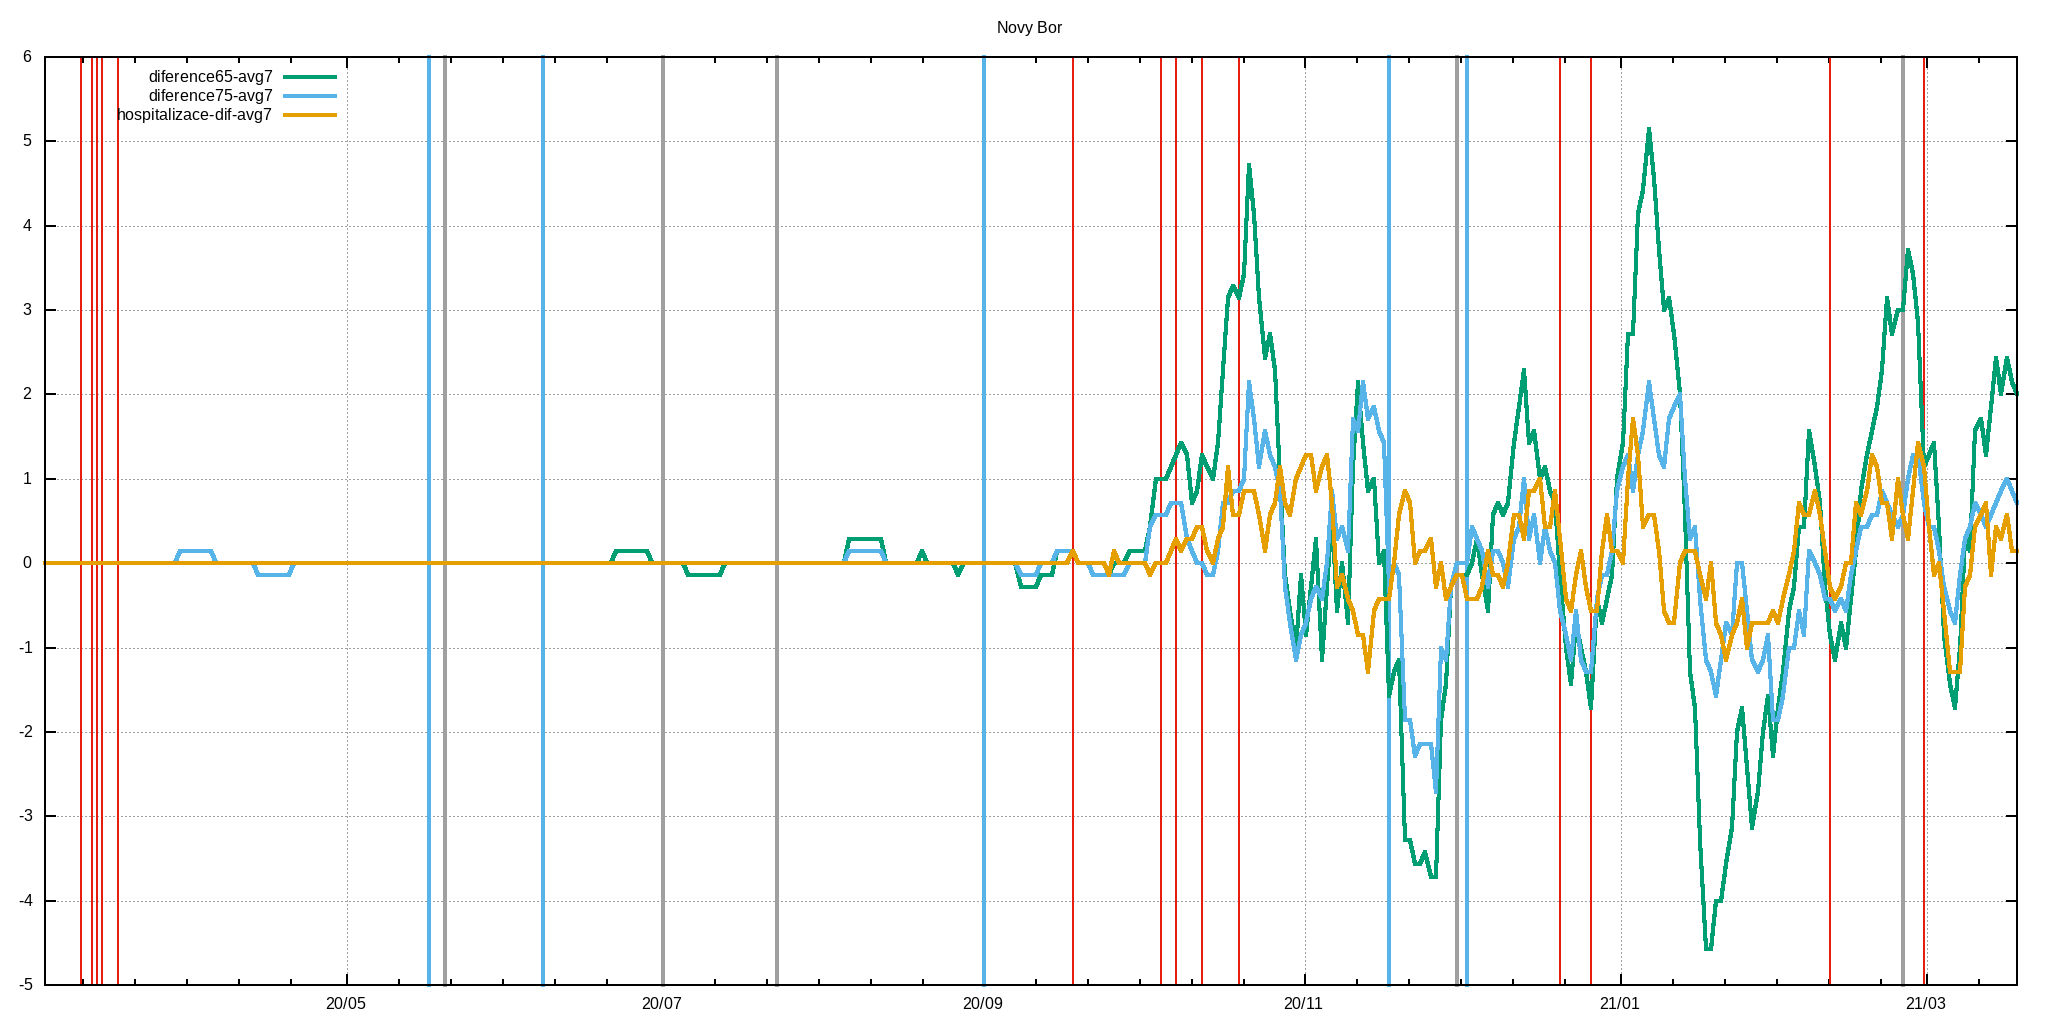 Novy Bor
6
diference65-avg7
diference75-avg7
hospitalizace-dif-avg7
5
4
3
2
1
0
-1
-2
-3
-4
-5
20/05 20/07 20/09 20/11 21/01 21/03